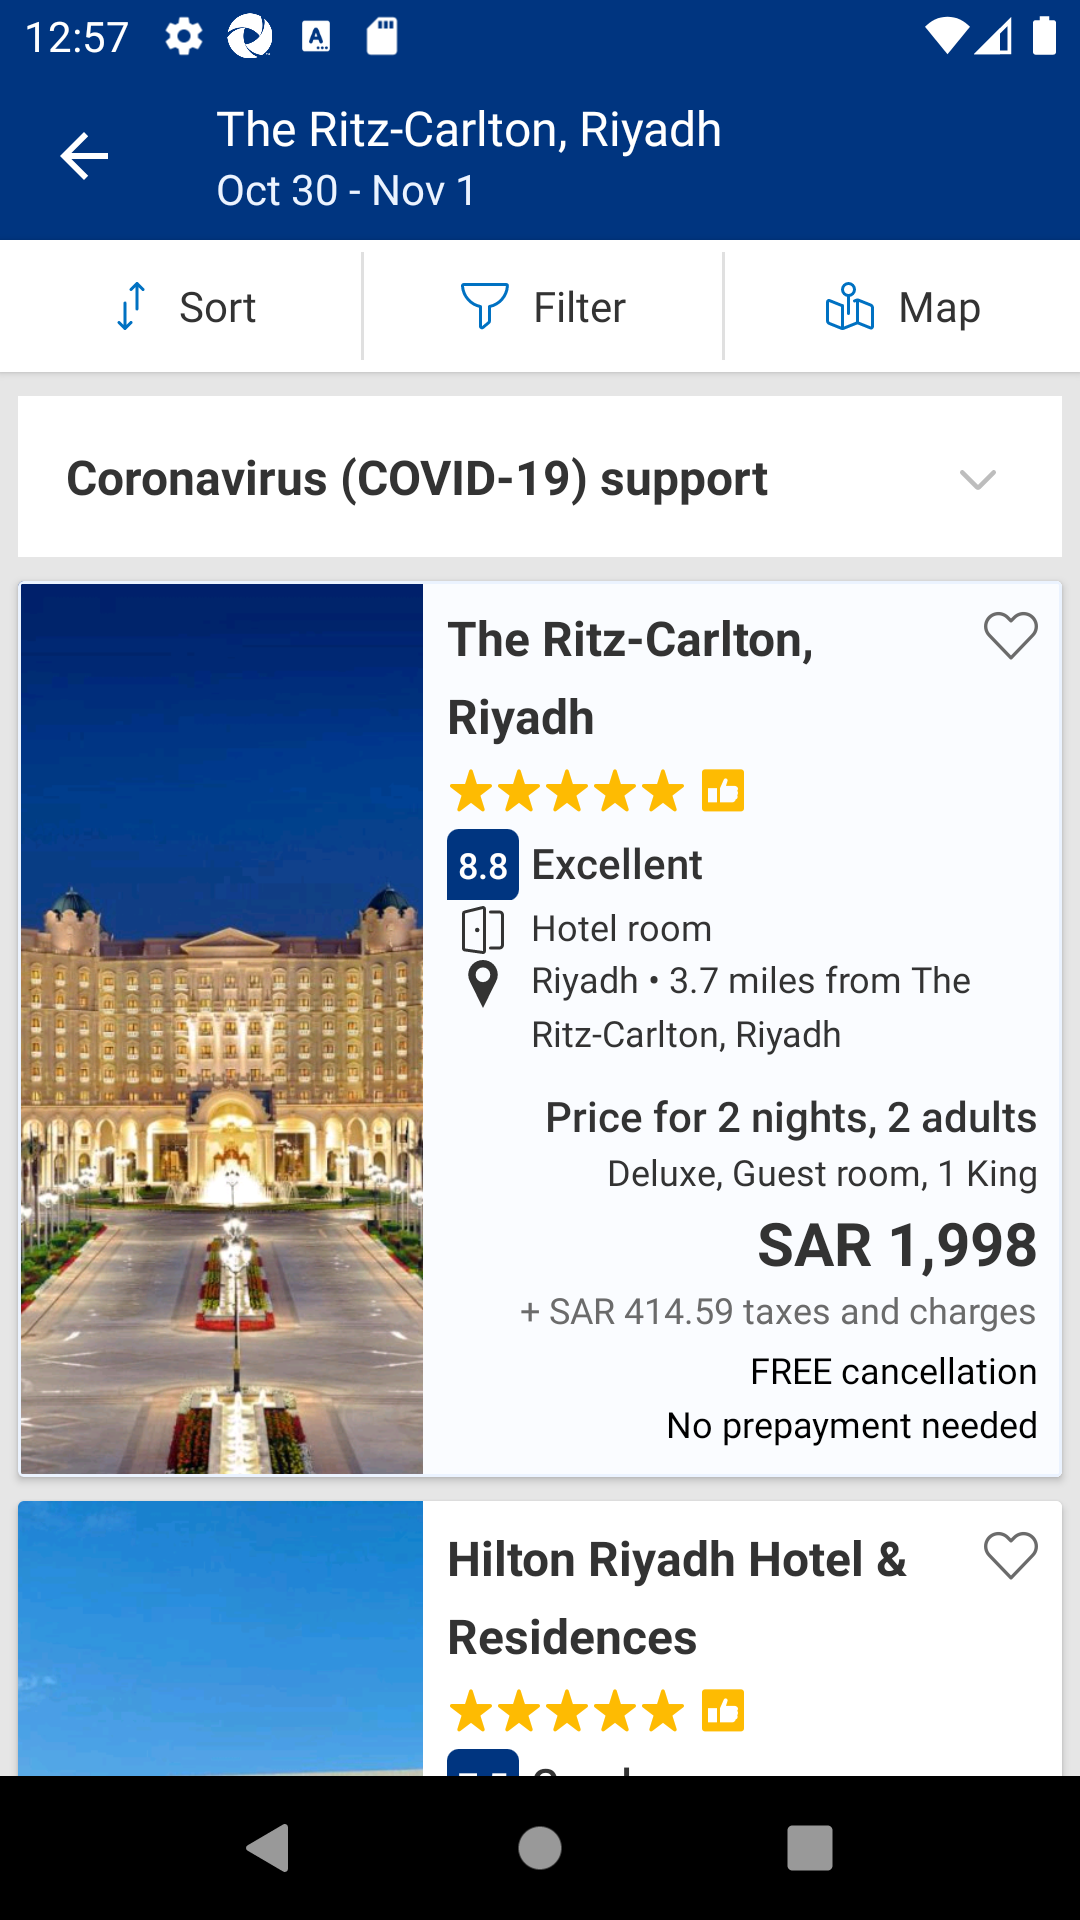 12:57
The Ritz-Carlton, Riyadh
Oct 30 - Nov 1
Sort
Filter
Map
Coronavirus (COVID-19) support
The Ritz-Carlton,
Riyadh
8.8 Excellent
Hotel room
Riyadh • 3.7 miles from The
Ritz-Carlton, Riyadh
Price for 2 nights, 2 adults
Deluxe, Guest room, 1 King
SAR 1,998
+ SAR 414.59 taxes and charges
FREE cancellation
No prepayment needed
Hilton Riyadh Hotel &
Residences